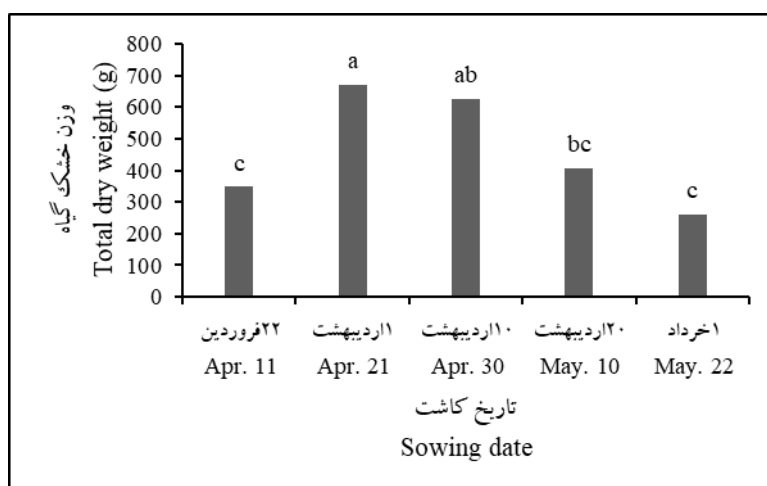 800
700
600
500
400
300
200
100
0
وزن خشک گیاه
Total dry weight (g)
c
a
ab
bc
c
۲۲فروردین
۱اردیبهشت
۱۰اردیبهشت
۲۰اردیبهشت
۱خرداد
Apr. 11
Apr. 21
Apr. 30
May. 10
May. 22
تاریخ کاشت
Sowing date